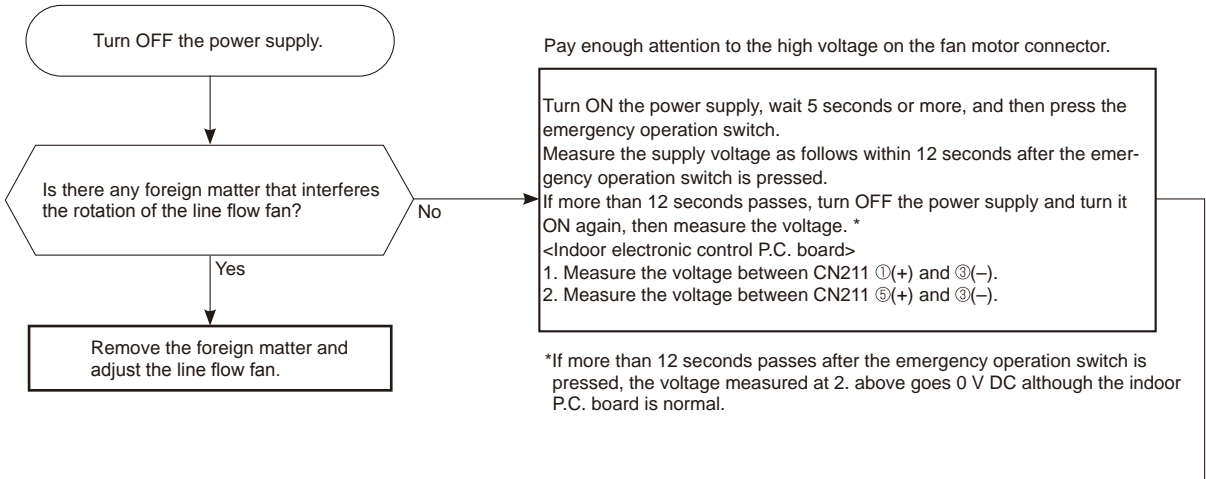 Turn OFF the power supply.
Is there any foreign matter that interferes
the rotation of the line flow fan?
No
Yes
Remove the foreign matter and
adjust the line flow fan.
Pay enough attention to the high voltage on the fan motor connector.
Turn ON the power supply, wait 5 seconds or more, and then press the
emergency operation switch.
Measure the supply voltage as follows within 12 seconds after the emer-
gency operation switch is pressed.
If more than 12 seconds passes, turn OFF the power supply and turn it
ON again, then measure the voltage. *
<Indoor electronic control P.C. board>
1. Measure the voltage between CN211 ①(+) and ③(–).
2. Measure the voltage between CN211 ⑤(+) and ③(–).
*If more than 12 seconds passes after the emergency operation switch is
pressed, the voltage measured at 2. above goes 0 V DC although the indoor
P.C. board is normal.